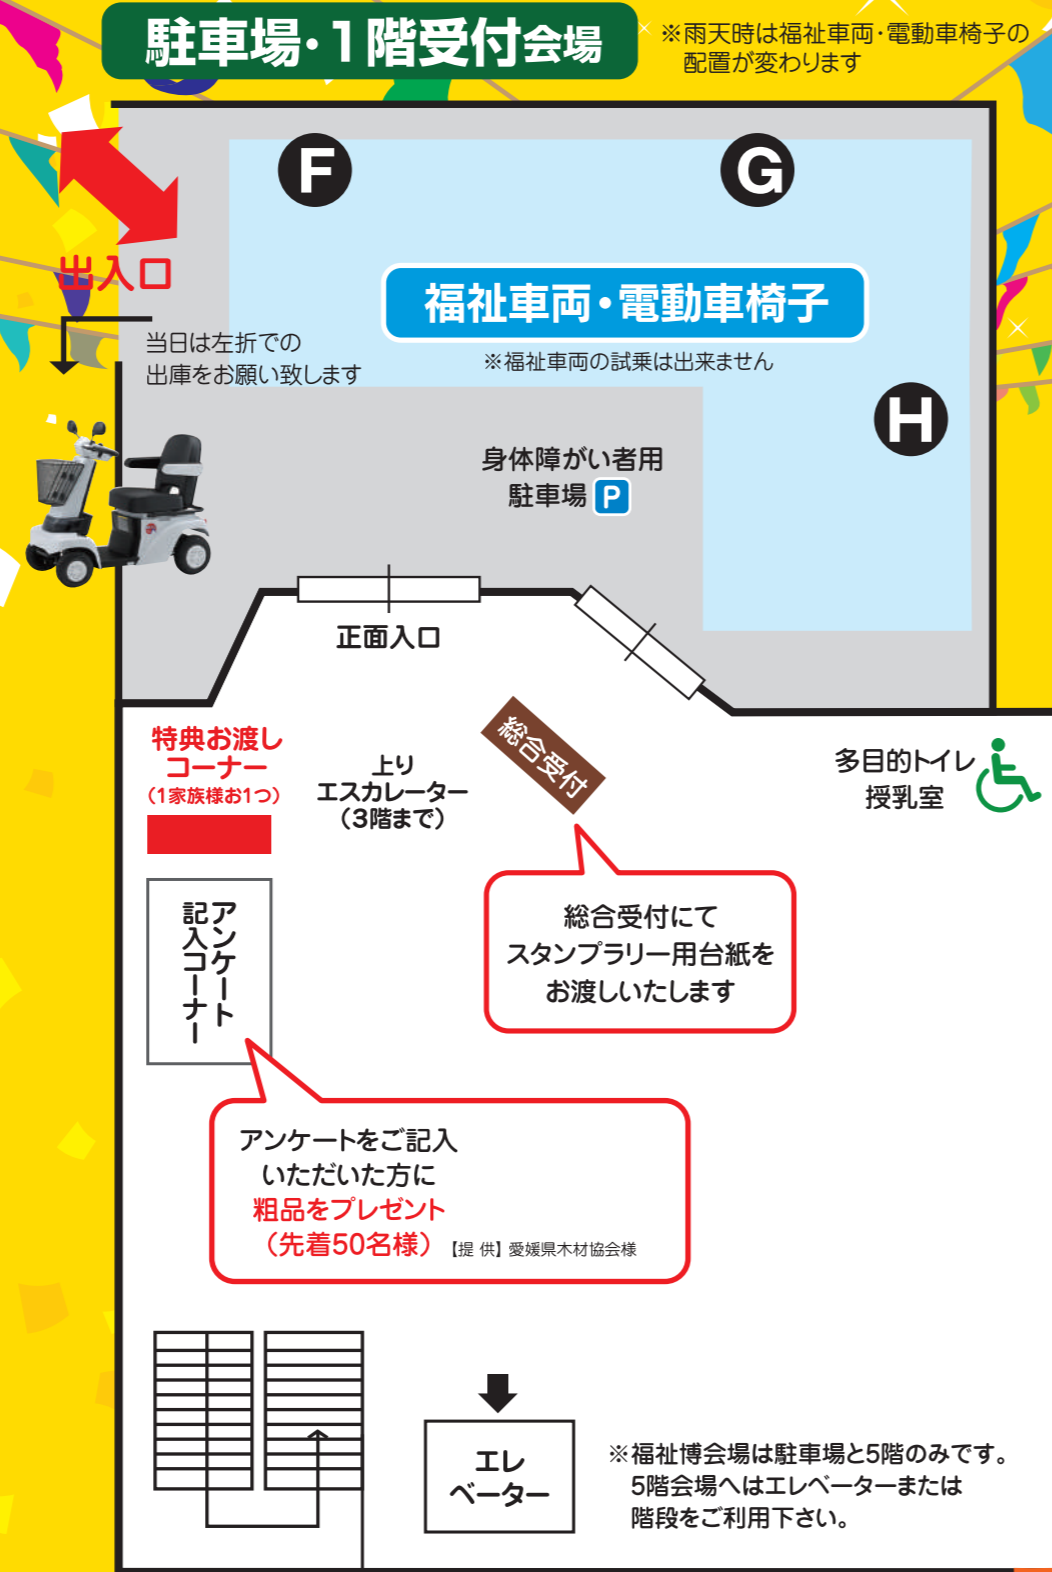 駐車場・1階受付会場
※雨天時は福祉車両・電動車椅子の
配置が変わります
F
G
出入口
福祉車両・電動車椅子
当日は左折での
出庫をお願い致します
※福祉車両の試乗は出来ません
H
身体障がい者用
駐車場 P
正面入口
特典お渡し
コーナー
（1家族様お1つ）
上り
エスカレーター
（3階まで）
総合受付
多目的トイレ
授乳室
総合受付にて
スタンプラリー用台紙を
お渡しいたします
アンケート
記入コーナー
アンケートをご記入
いただいた方に
粗品をプレゼント
（先着50名様）【提 供】愛媛県木材協会様
エレ
ベーター
※福祉博会場は駐車場と5階のみです。
5階会場へはエレベーターまたは
階段をご利用下さい。